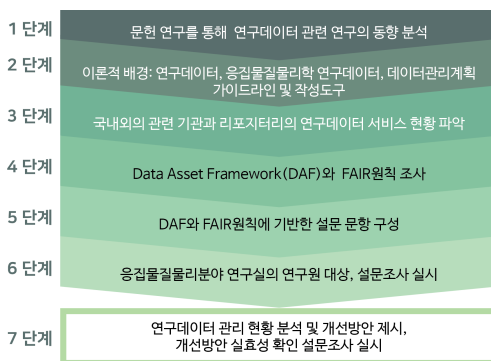 1 단계
문헌 연구를 통해 연구데이터 관련 연구의 동향 분석
2 단계
이론적 배경: 연구데이터, 응집물질물리학 연구데이터, 데이터관리계획
가이드라인 및 작성도구
3 단계
국내외의 관련 기관과 리포지터리의 연구데이터 서비스 현황 파악
4 단계
Data Asset Framework(DAF)와 FAIR원칙 조사
5 단계
DAF와 FAIR원칙에 기반한 설문 문항 구성
6 단계
응집물질물리분야 연구실의 연구원 대상, 설문조사 실시
7 단계
연구데이터 관리 현황 분석 및 개선방안 제시,
개선방안 실효성 확인 설문조사 실시